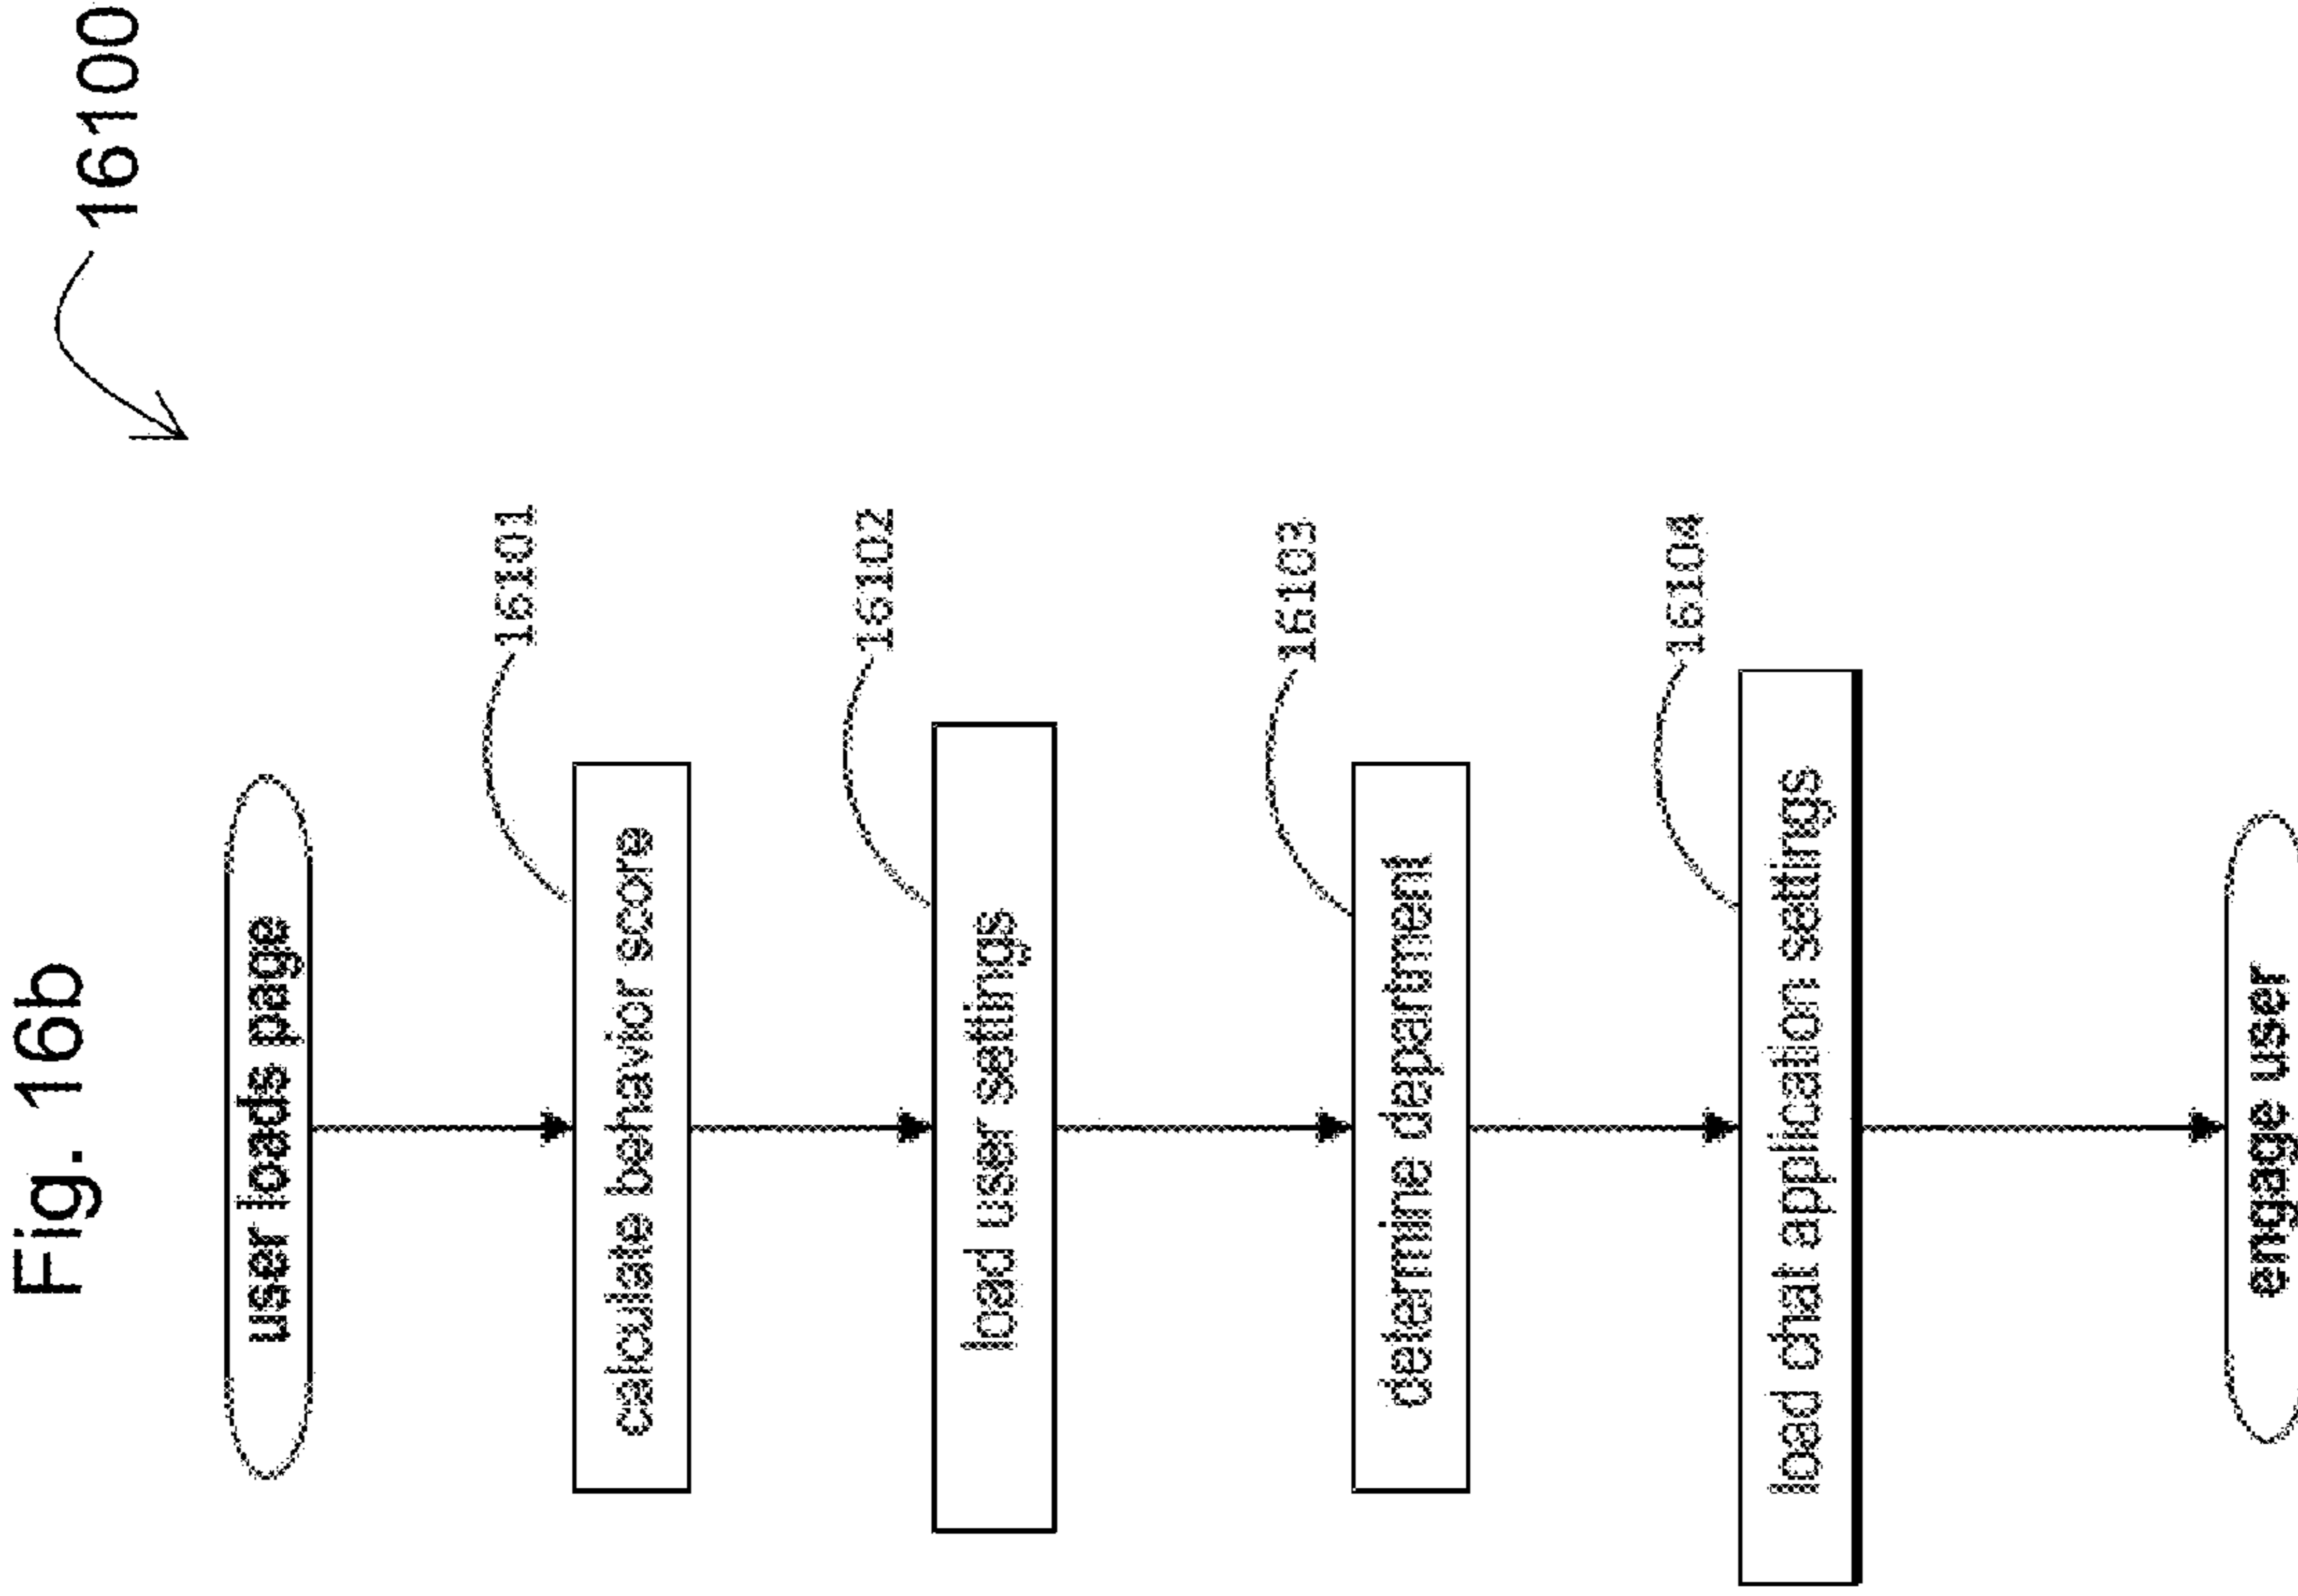 Fig. 16b
16100
user loads page
16101
calculate behavior score
16102
load user settings
16103
determine department
16104
load chat application settings
engage user